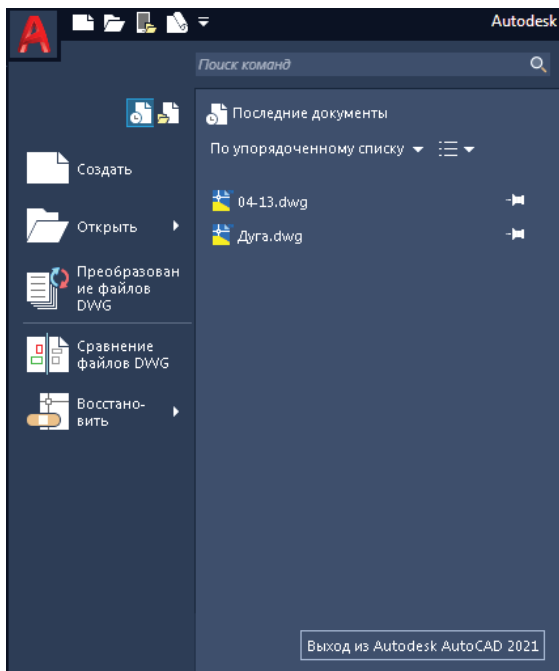 Autodesk
Поиск команд
Последние документы
По упорядоченному списку
Создать
Открыть
Преобразован
ие файлов
DWG
Сравнение
файлов DWG
Восстано-
вить
04-13.dwg
Дуга.dwg
Выход из Autodesk AutoCAD 2021